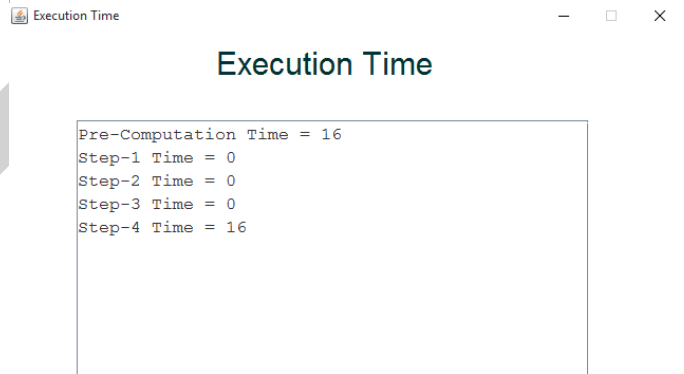 Execution Time
Execution Time
Pre-Computation Time = 16
Step-1 Time = 0
Step-2 Time = 0
Step-3 Time = 0
Step-4 Time = 16